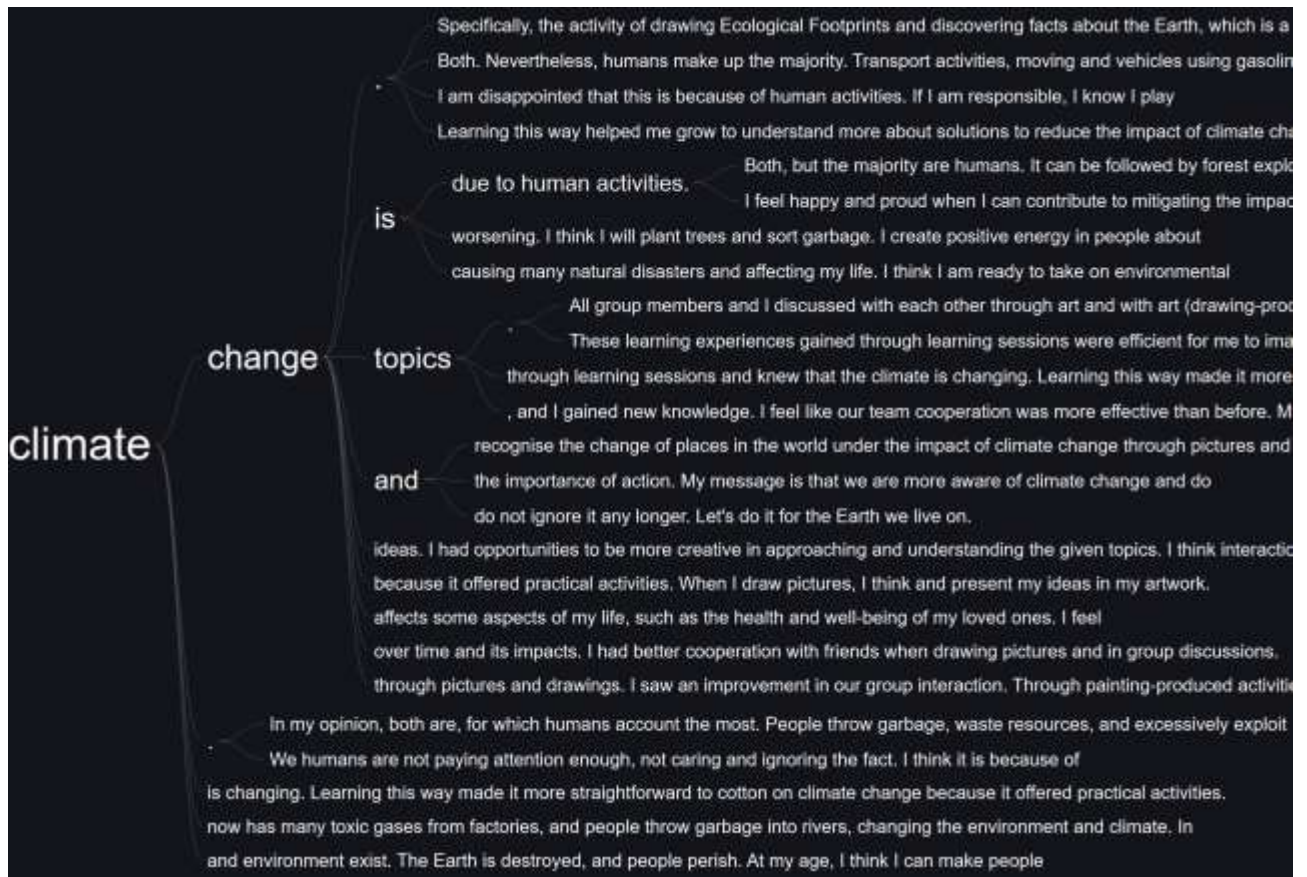 Specifically, the activity of drawing Ecological Footprints and discovering facts about the Earth, which is a
Both. Nevertheless, humans make up the majority. Transport activities, moving and vehicles using gasolin
.
I am disappointed that this is because of human activities. If I am responsible, I know I play
Learning this way helped me grow to understand more about solutions to reduce the impact of climate cha
Both, but the majority are humans. It can be followed by forest explo
due to human activities.
I feel happy and proud when I can contribute to mitigating the impac
is
worsening. I think I will plant trees and sort garbage. I create positive energy in people about
causing many natural disasters and affecting my life. I think I am ready to take on environmental
All group members and I discussed with each other through art and with art (drawing-proc
.
These learning experiences gained through learning sessions were efficient for me to ima
change
topics
through learning sessions and knew that the climate is changing. Learning this way made it more
, and I gained new knowledge. I feel like our team cooperation was more effective than before. M
climate
recognise the change of places in the world under the impact of climate change through pictures and
and
the importance of action. My message is that we are more aware of climate change and do
do not ignore it any longer. Let's do it for the Earth we live on.
ideas. I had opportunities to be more creative in approaching and understanding the given topics. I think interactio
because it offered practical activities. When I draw pictures, I think and present my ideas in my artwork.
affects some aspects of my life, such as the health and well-being of my loved ones. I feel
over time and its impacts. I had better cooperation with friends when drawing pictures and in group discussions.
through pictures and drawings. I saw an improvement in our group interaction. Through painting-produced activitie
In my opinion, both are, for which humans account the most. People throw garbage, waste resources, and excessively exploit
.
We humans are not paying attention enough, not caring and ignoring the fact. I think it is because of
is changing. Learning this way made it more straightforward to cotton on climate change because it offered practical activities.
now has many toxic gases from factories, and people throw garbage into rivers, changing the environment and climate. In
and environment exist. The Earth is destroyed, and people perish. At my age, I think I can make people